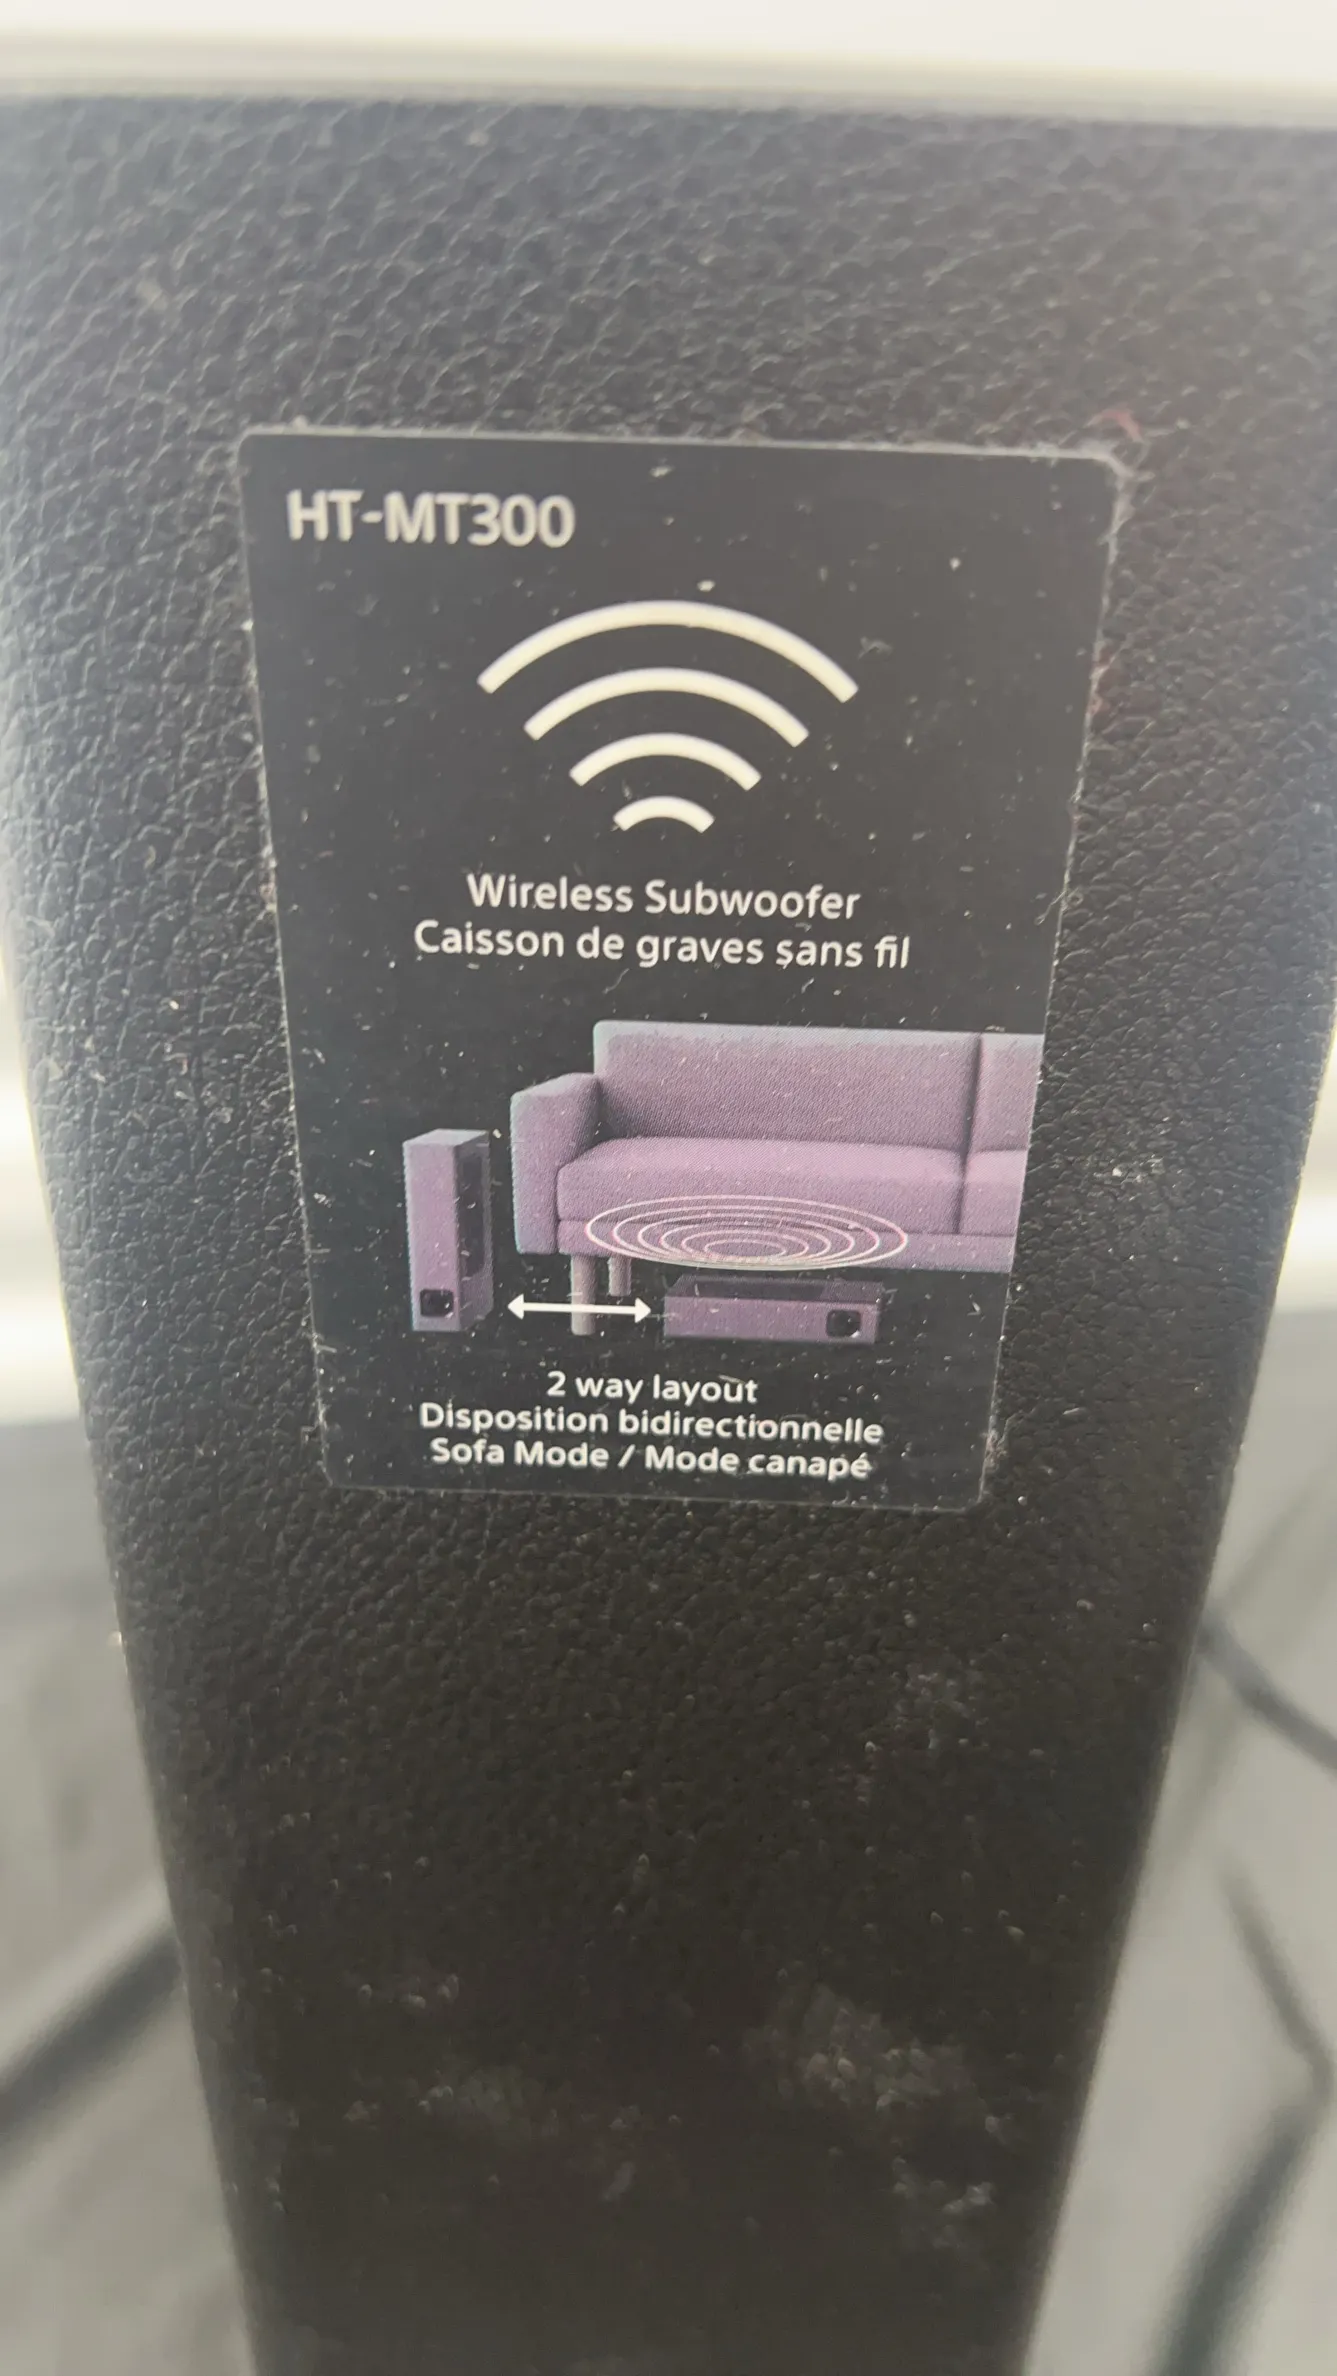 HT-MT300
Wireless Subwoofer
Caisson de graves sans fil
2 way layout
Disposition bidirectionnelle
Sofa Mode / Mode canapé